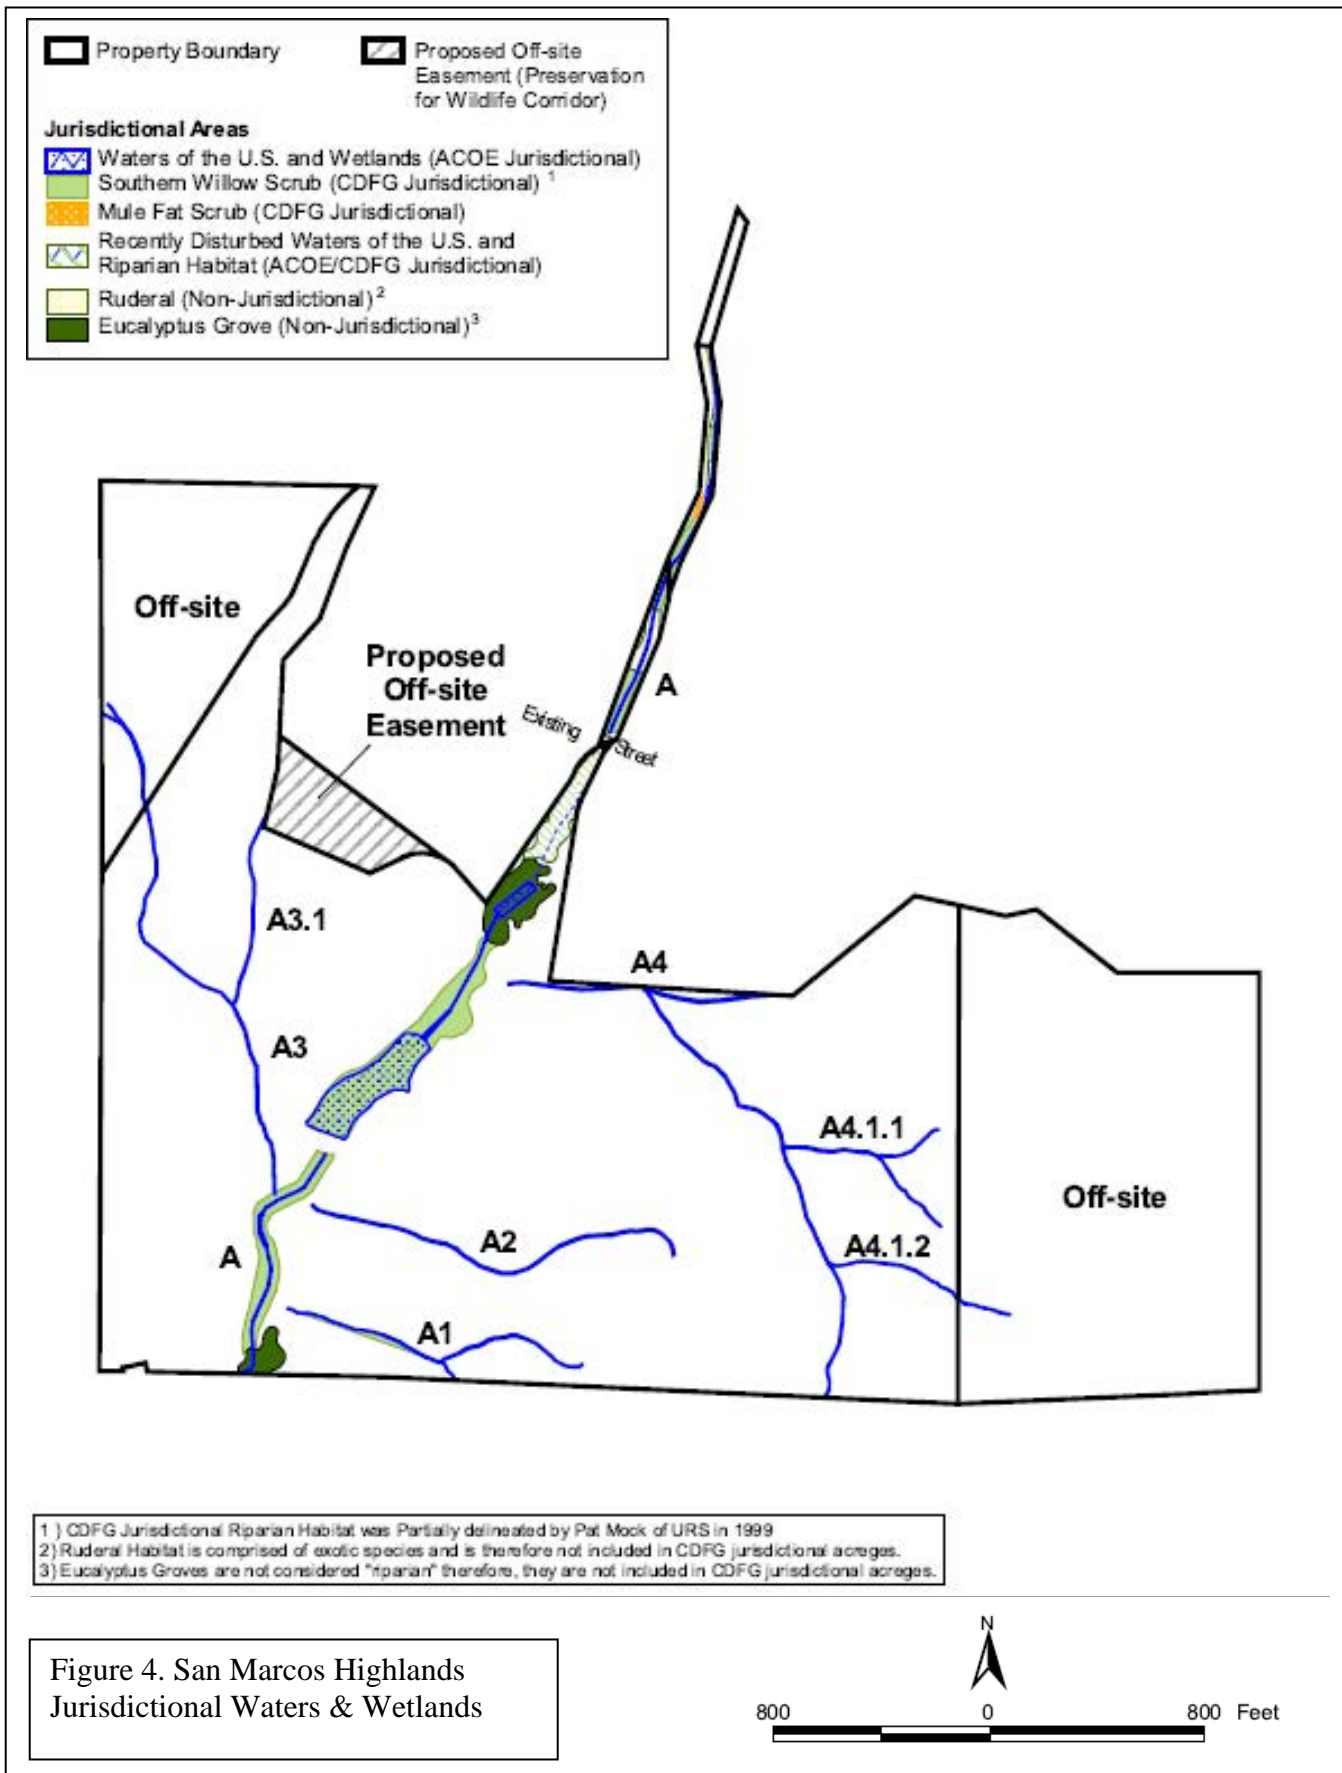 Property Boundary
Proposed Off-site
Easement (Preservation
for Wildlife Corridor)
Jurisdictional Areas
Waters of the U.S. and Wetlands (ACOE Jurisdictional)
Southern Willow Scrub (CDFG Jurisdictional) 1
Mule Fat Scrub (CDFG Jurisdictional)
Recently Disturbed Waters of the U.S. and
Riparian Habitat (ACOE/CDFG Jurisdictional)
Ruderal (Non-Jurisdictional) 2
Eucalyptus Grove (Non-Jurisdictional) 3
Off-site
Proposed
Off-site
Easement
A
Existing
Street
A3.1
A4
A3
A4.1.1
Off-site
A2
A4.1.2
A
A1
1 ) CDFG Jurisdictional Riparian Habitat was Partially delineated by Pat Mock of URS in 1999
2) Ruderal Habitat is comprised of exotic species and is therefore not included in CDFG jurisdictional acreges.
3) Eucalyptus Groves are not considered "riparian" therefore, they are not included in CDFG jurisdictional acreges.
Figure 4. San Marcos Highlands
Jurisdictional Waters & Wetlands
N
800 0 800 Feet